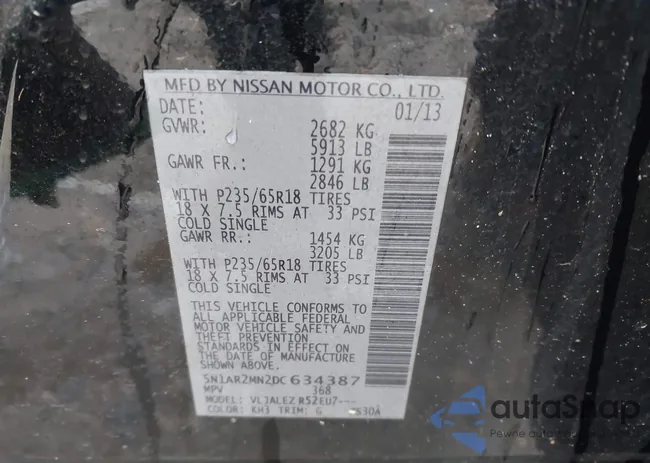 MFD BY NISSAN MOTOR CO., LTD.
DATE: 01/13
GVWR: 2682 KG
5913 LB
GAWR FR.: 1291 KG
2846 LB
WITH P235/65R18 TIRES
18 X 7.5 RIMS AT 33 PSI
COLD SINGLE
GAWR RR.: 1454 KG
3205 LB
WITH P235/65R18 TIRES
18 X 7.5 RIMS AT 33 PSI
COLD SINGLE
THIS VEHICLE CONFORMS TO
ALL APPLICABLE FEDERAL
MOTOR VEHICLE SAFETY AND
THEFT PREVENTION
STANDARDS IN EFFECT ON
THE DATE OF MANUFACTURE
5N1AR2MN2DC634387
MPV 368
MODEL: VLJALEZ R52EU7---
COLOR: KH3 TRIM: G
autoSnap